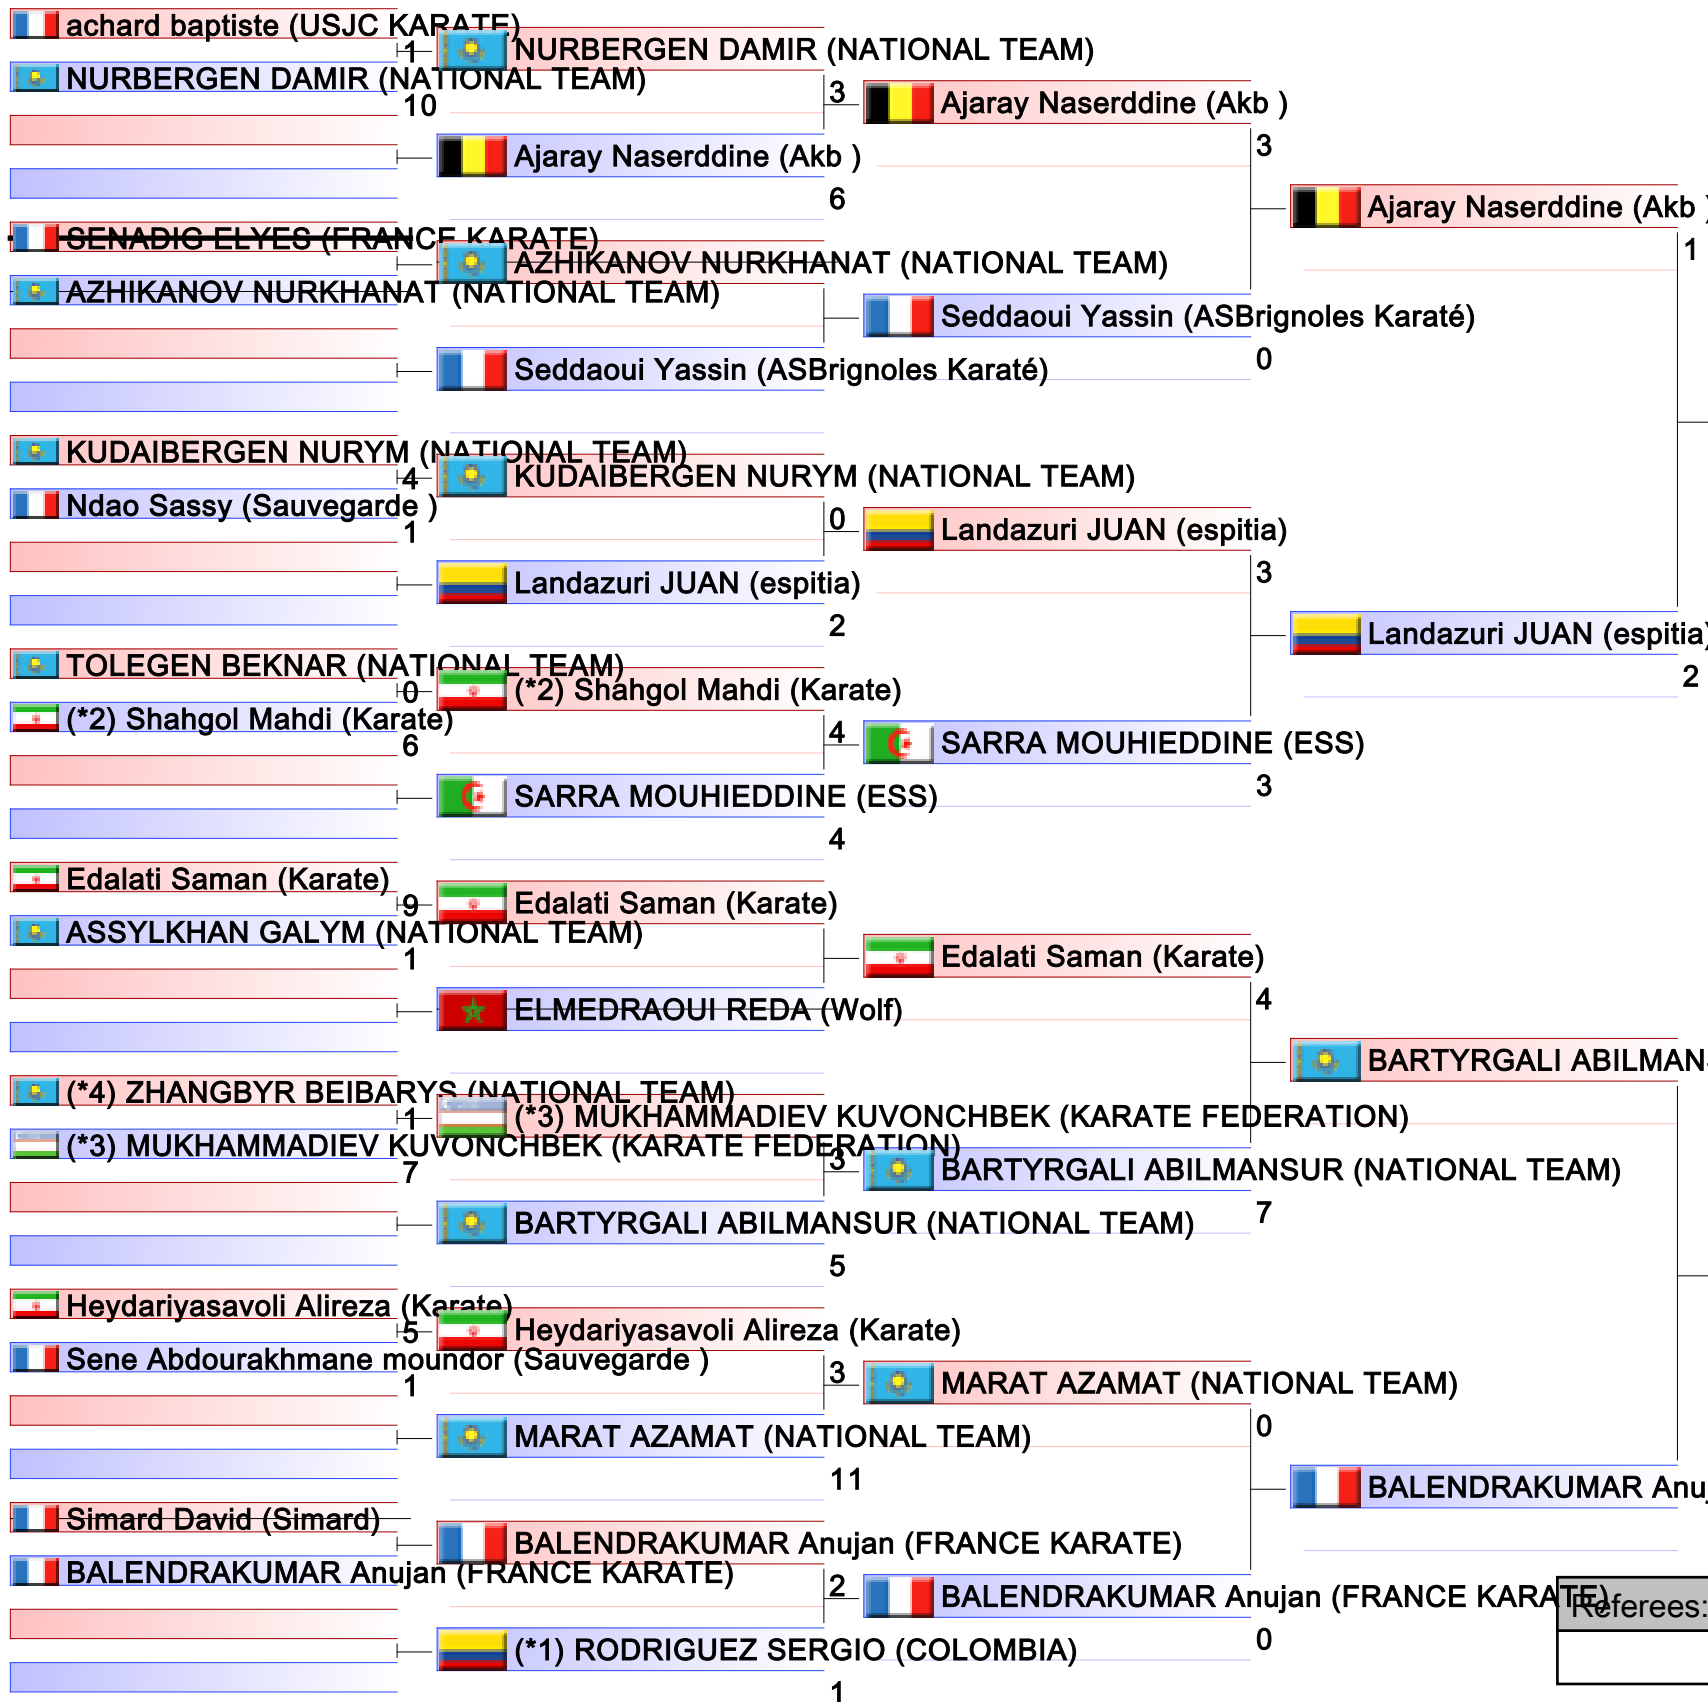 achard baptiste (USJC KARATE)
1
NURBERGEN DAMIR (NATIONAL TEAM)
10
SENADIG ELYES (FRANCE KARATE)
AZHIKANOV NURKHANAT (NATIONAL TEAM)
KUDAIBERGEN NURYM (NATIONAL TEAM)
4
Ndao Sassy (Sauvegarde )
1
TOLEGEN BEKNAR (NATIONAL TEAM)
0
(*2) Shahgol Mahdi (Karate)
6
Edalati Saman (Karate)
9
ASSYLKHAN GALYM (NATIONAL TEAM)
1
(*4) ZHANGBYR BEIBARYS (NATIONAL TEAM)
1
(*3) MUKHAMMADIEV KUVONCHBEK (KARATE FEDERATION)
7
Heydariyasavoli Alireza (Karate)
5
Sene Abdourakhmane moundor (Sauvegarde )
1
Simard David (Simard)
BALENDRAKUMAR Anujan (FRANCE KARATE)
NURBERGEN DAMIR (NATIONAL TEAM)
3
Ajaray Naserddine (Akb )
6
AZHIKANOV NURKHANAT (NATIONAL TEAM)
Seddaoui Yassin (ASBrignoles Karaté)
KUDAIBERGEN NURYM (NATIONAL TEAM)
0
Landazuri JUAN (espitia)
2
(*2) Shahgol Mahdi (Karate)
4
SARRA MOUHIEDDINE (ESS)
4
Edalati Saman (Karate)
ELMEDRAOUI REDA (Wolf)
(*3) MUKHAMMADIEV KUVONCHBEK (KARATE FEDERATION)
3
BARTYRGALI ABILMANSUR (NATIONAL TEAM)
5
Heydariyasavoli Alireza (Karate)
3
MARAT AZAMAT (NATIONAL TEAM)
11
BALENDRAKUMAR Anujan (FRANCE KARATE)
2
(*1) RODRIGUEZ SERGIO (COLOMBIA)
1
Ajaray Naserddine (Akb )
3
Seddaoui Yassin (ASBrignoles Karaté)
0
Landazuri JUAN (espitia)
3
SARRA MOUHIEDDINE (ESS)
3
Edalati Saman (Karate)
4
BARTYRGALI ABILMANSUR (NATIONAL TEAM)
7
MARAT AZAMAT (NATIONAL TEAM)
0
BALENDRAKUMAR Anujan (FRANCE KARATE)
0
Ajaray Naserddine (Akb )
1
Landazuri JUAN (espitia)
2
BARTYRGALI ABILMAN
BALENDRAKUMAR Anu
Referees: